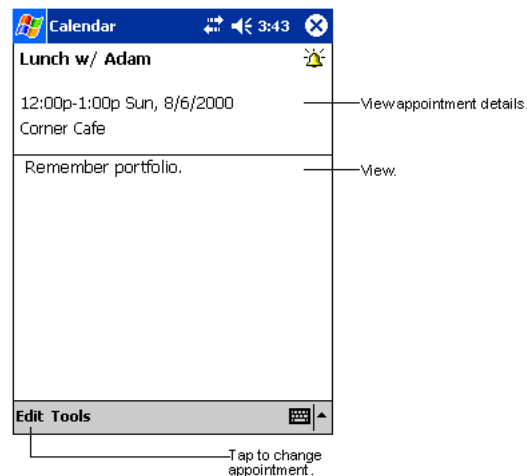 Calendar 3:43
Lunch w/ Adam
12:00p-1:00p Sun, 8/6/2000
View appointment details.
Corner Cafe
Remember portfolio.
View.
Edit Tools
Tap to change
appointment.